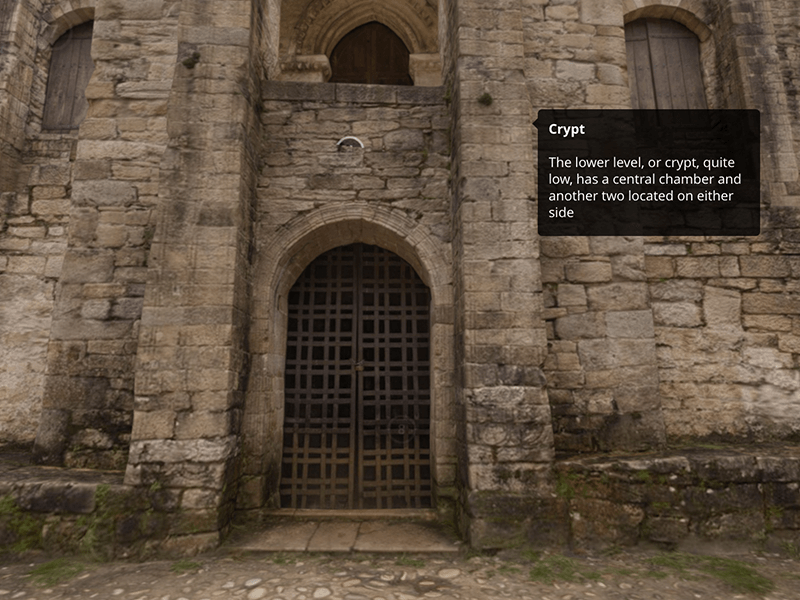 Crypt
The lower level, or crypt, quite
low, has a central chamber and
another two located on either
side